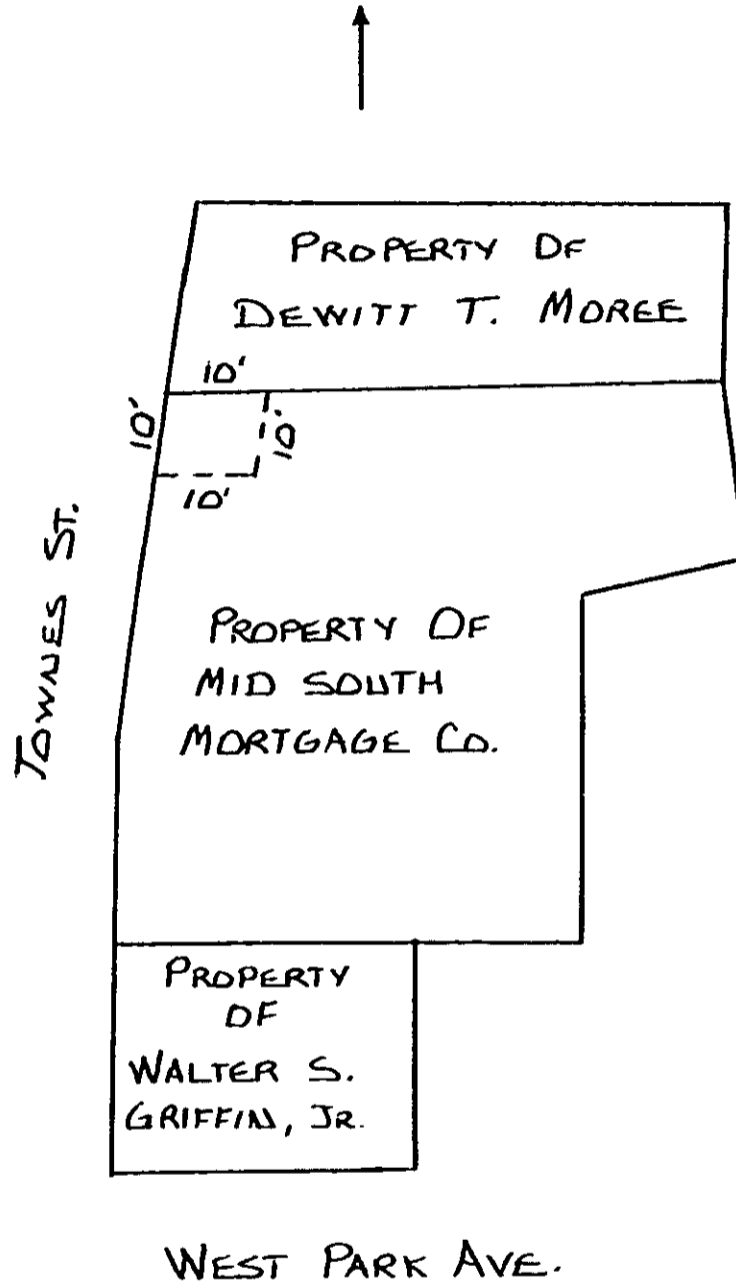 PROPERTY OF
DEWITT T. MOREE
10'
10'
10'
10'
TOWNES ST.
PROPERTY OF
MID SOUTH
MORTGAGE CO.
PROPERTY
OF
WALTER S.
GRIFFIN, JR.
WEST PARK AVE.